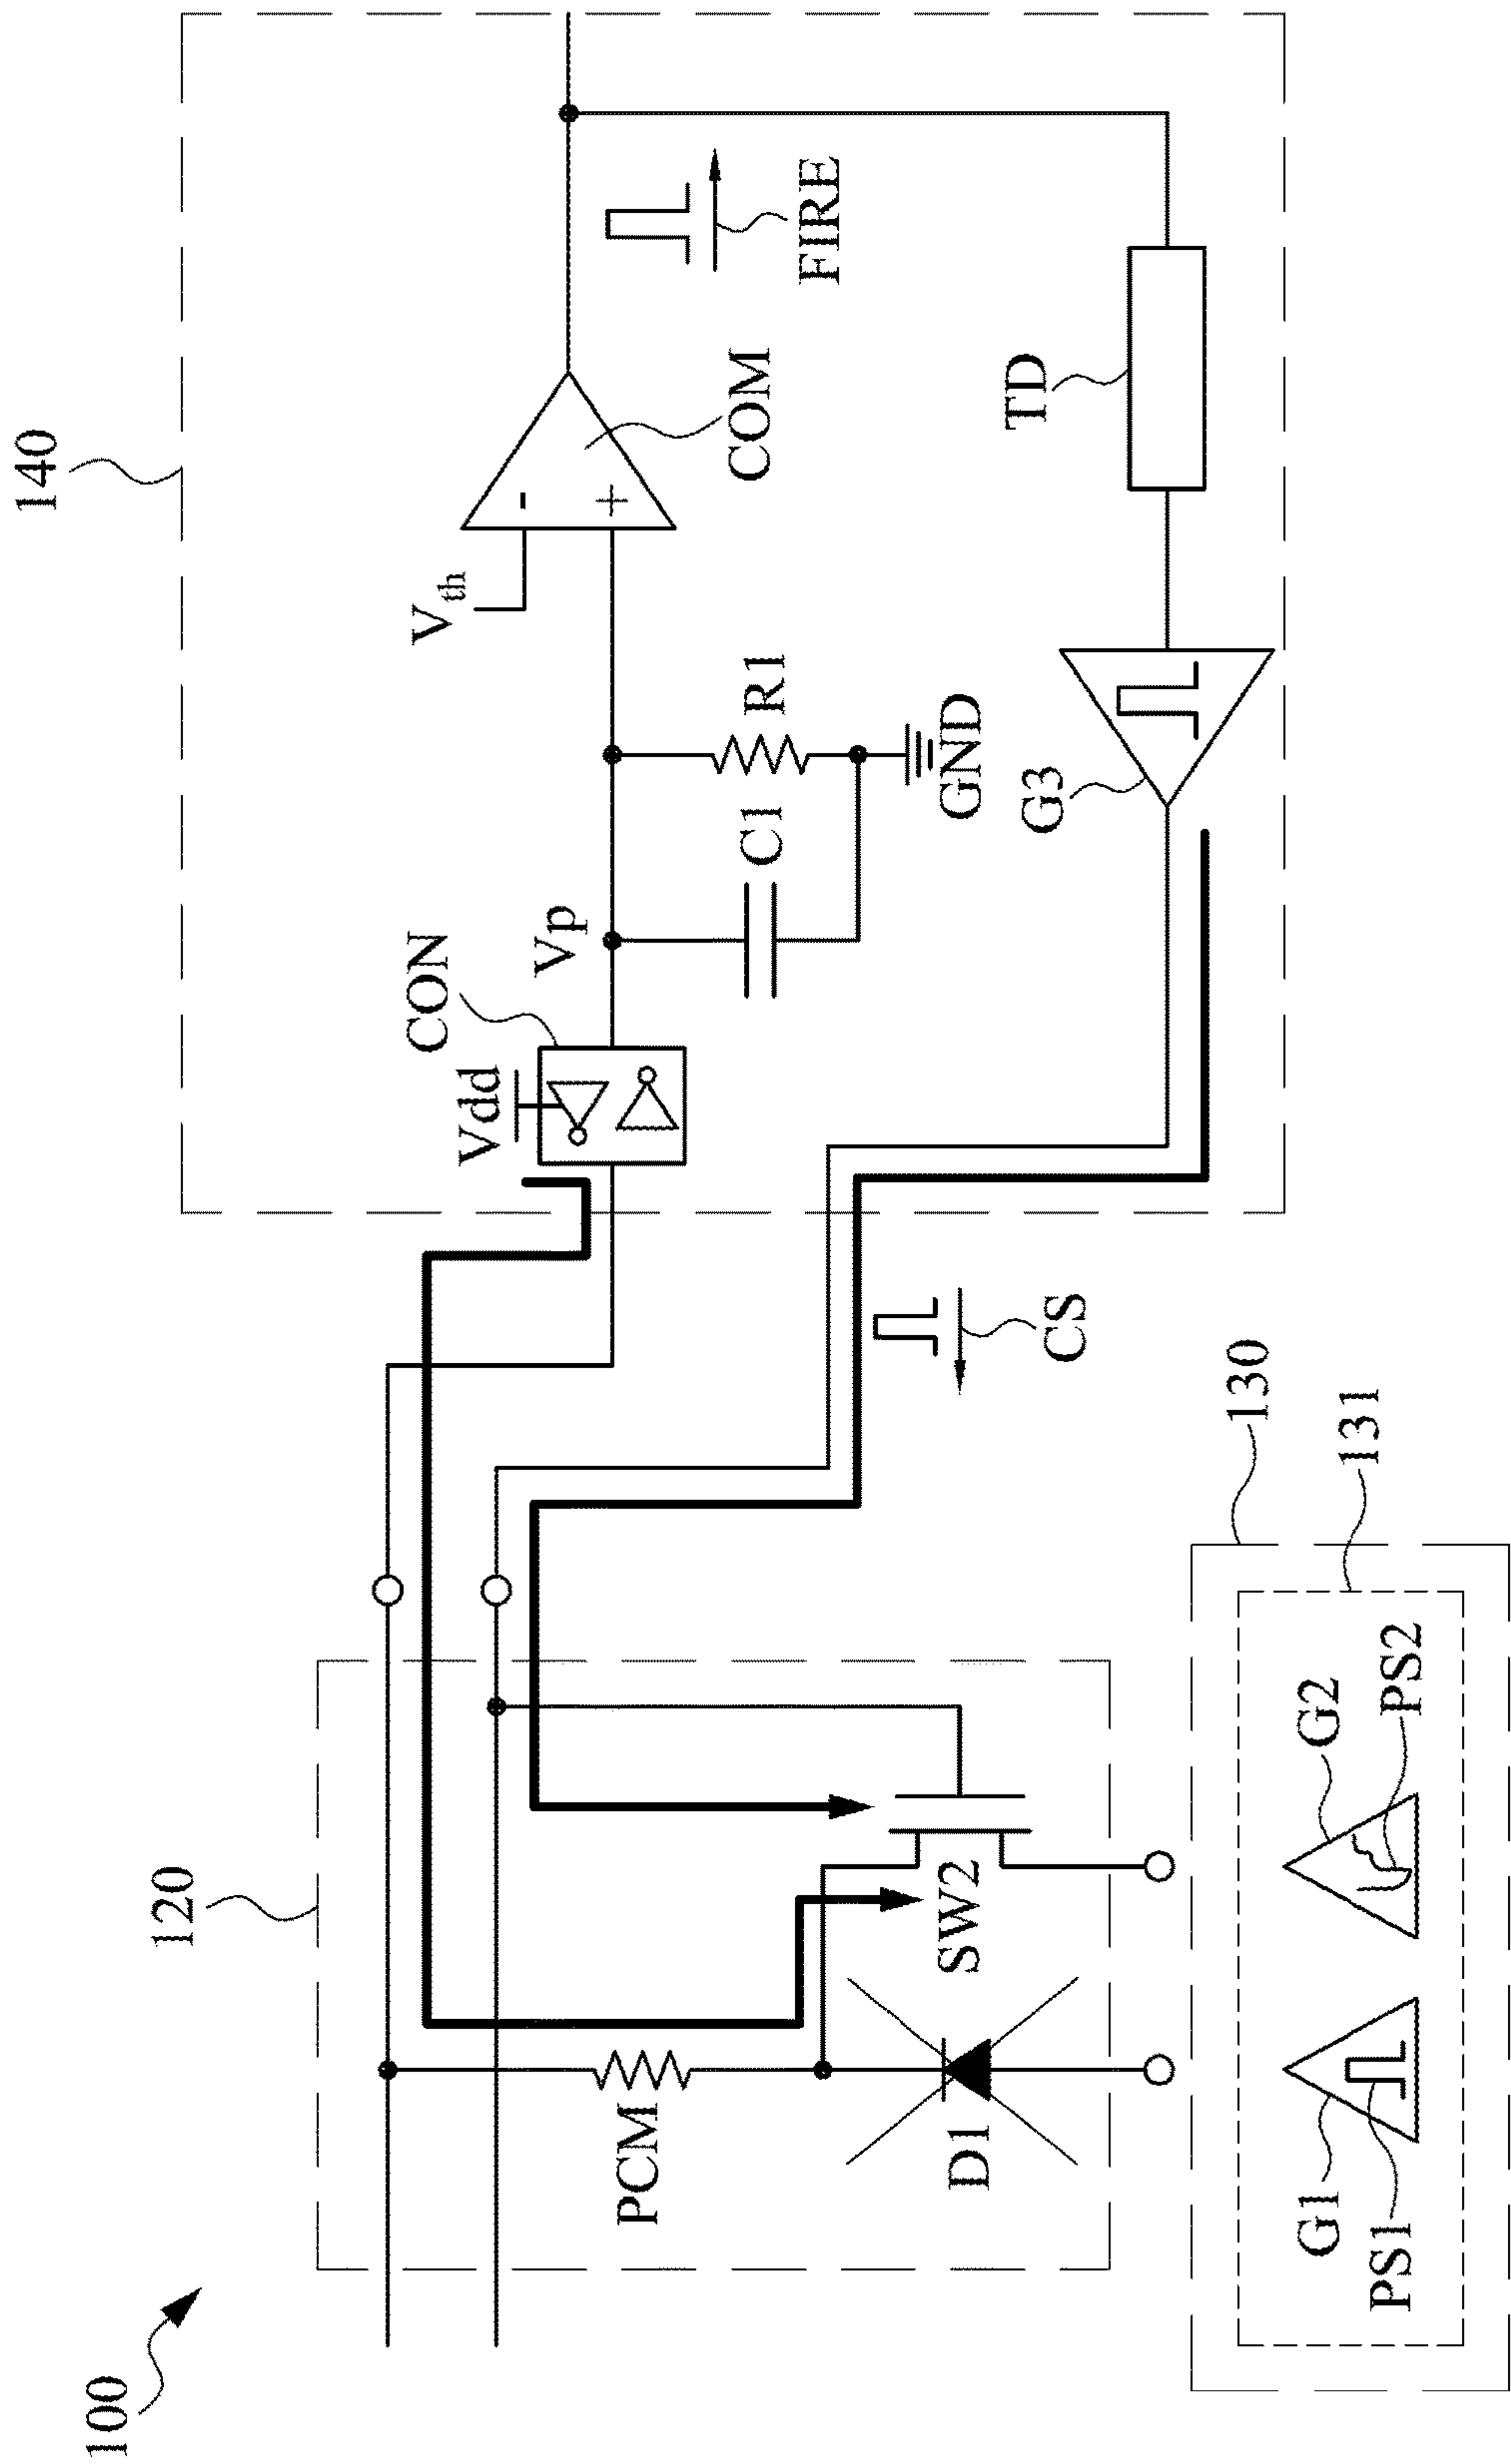 100
120
140
PCM
D1
SW2
CS
Vdd
CON
Vp
C1
R1
GND
Vth
-
+
COM
FIRE
TD
G3
130
131
G1
PS1
G2
PS2